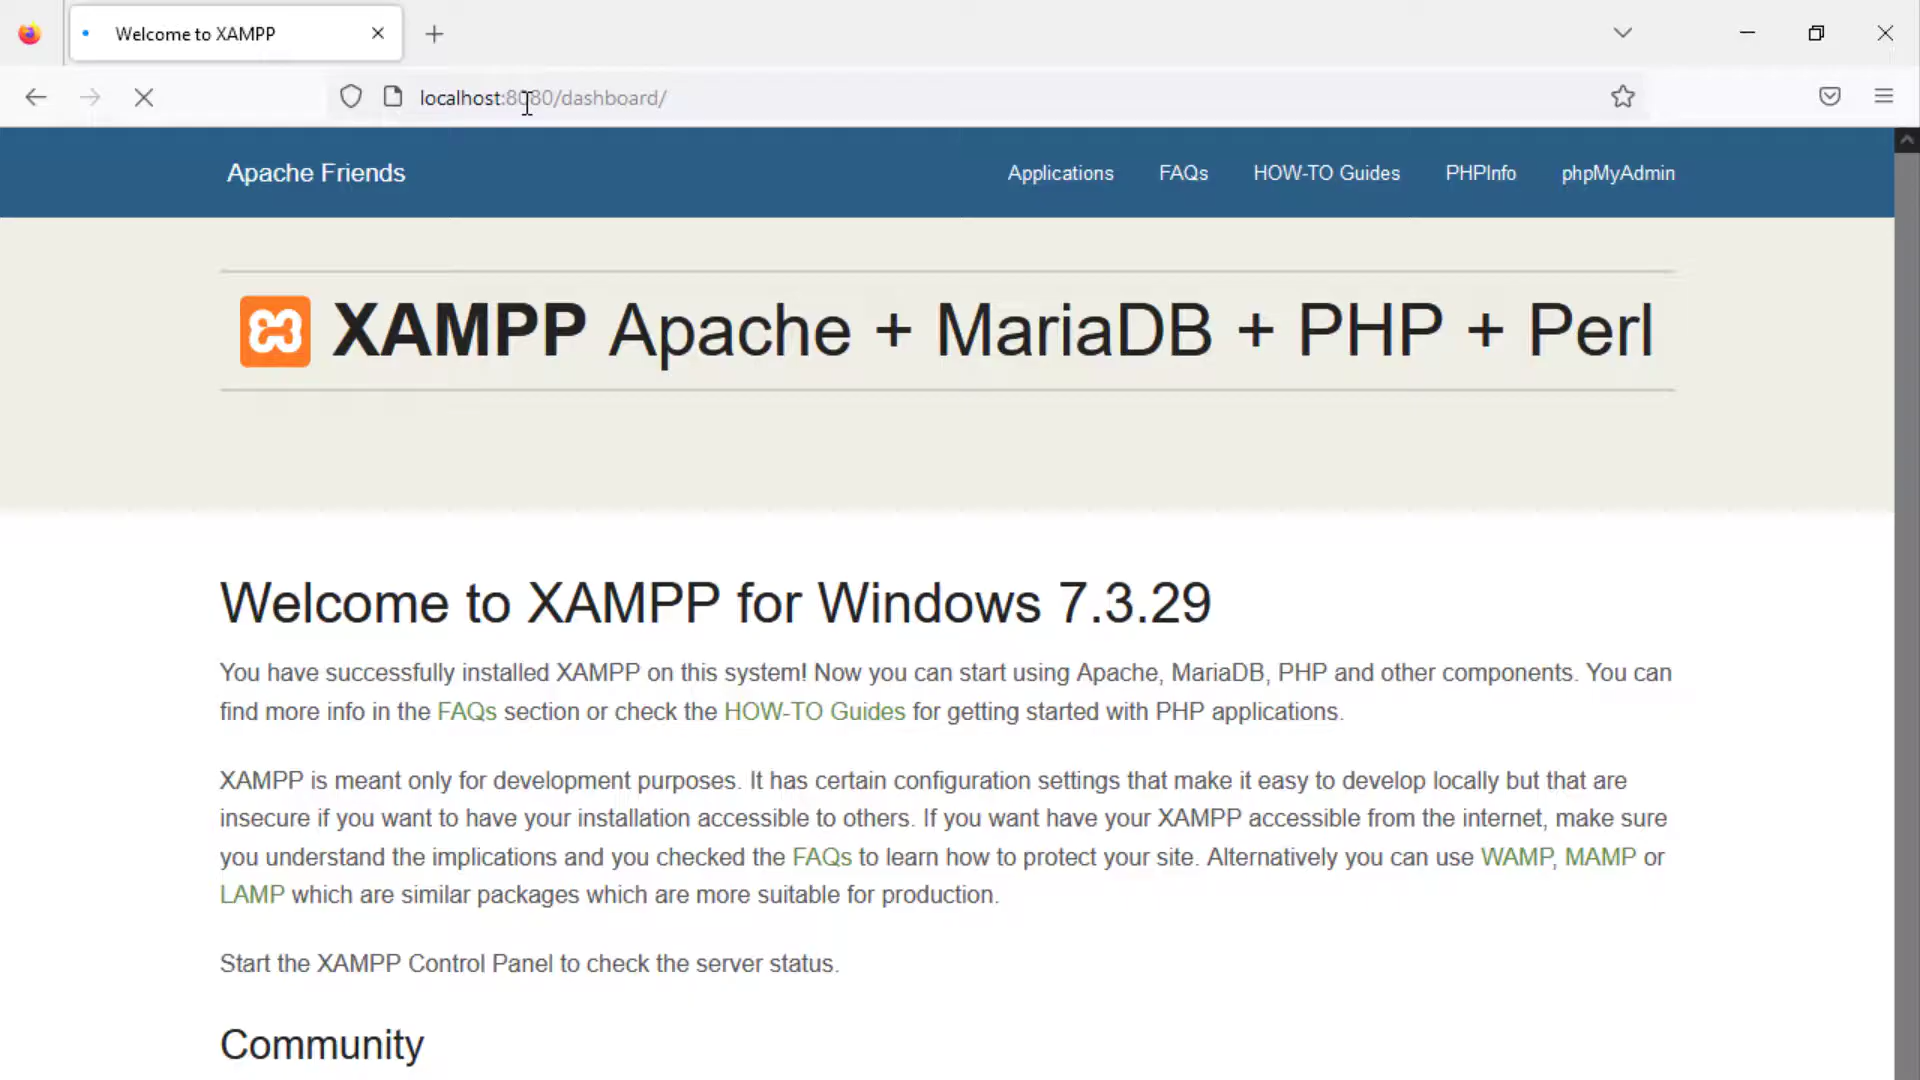 Welcome to XAMPP
localhost:8080/dashboard/
Apache Friends Applications FAQs HOW-TO Guides PHPInfo phpMyAdmin
XAMPP Apache + MariaDB + PHP + Perl
Welcome to XAMPP for Windows 7.3.29
You have successfully installed XAMPP on this system! Now you can start using Apache, MariaDB, PHP and other components. You can
find more info in the FAQs section or check the HOW-TO Guides for getting started with PHP applications.
XAMPP is meant only for development purposes. It has certain configuration settings that make it easy to develop locally but that are
insecure if you want to have your installation accessible to others. If you want have your XAMPP accessible from the internet, make sure
you understand the implications and you checked the FAQs to learn how to protect your site. Alternatively you can use WAMP, MAMP or
LAMP which are similar packages which are more suitable for production.
Start the XAMPP Control Panel to check the server status.
Community